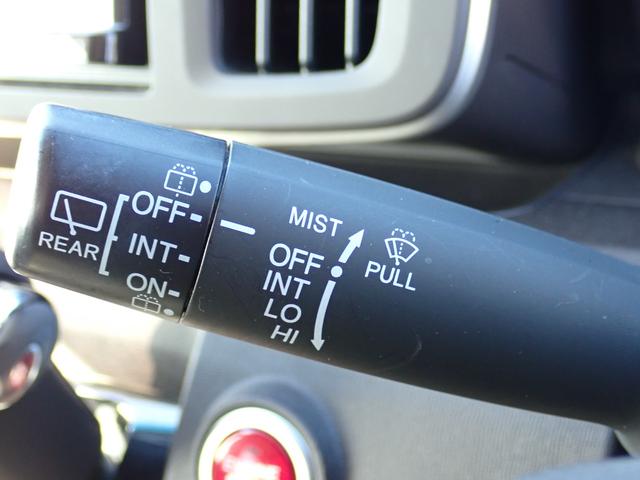 REAR
OFF
INT
ON
MIST
OFF
INT
LO
HI
PULL